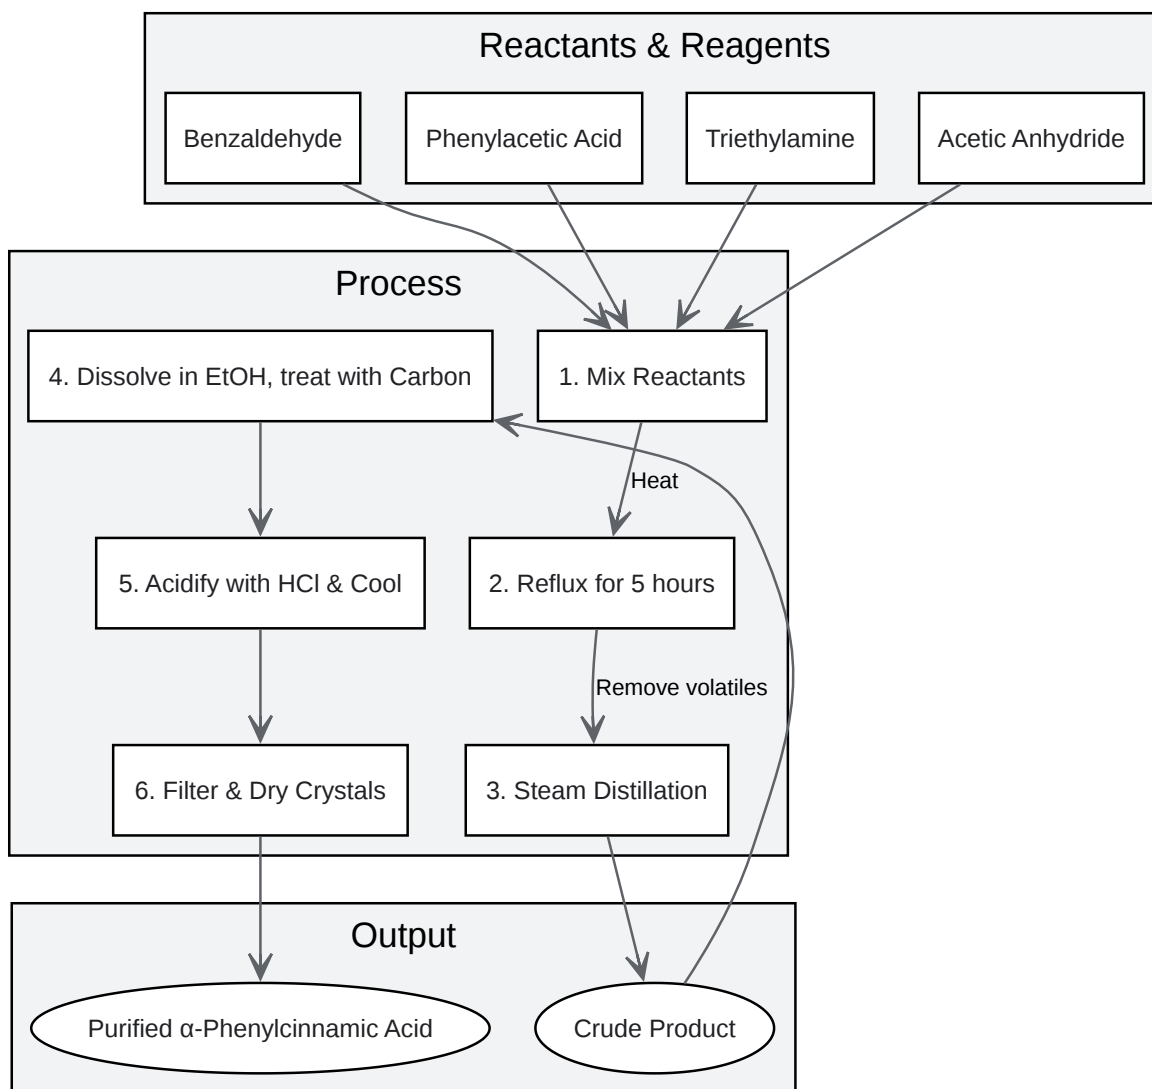 Reactants & Reagents
Benzaldehyde
Phenylacetic Acid
Triethylamine
Acetic Anhydride
Process
4. Dissolve in EtOH, treat with Carbon
1. Mix Reactants
Heat
5. Acidify with HCl & Cool
2. Reflux for 5 hours
Remove volatiles
6. Filter & Dry Crystals
3. Steam Distillation
Output
Purified α-Phenylcinnamic Acid
Crude Product